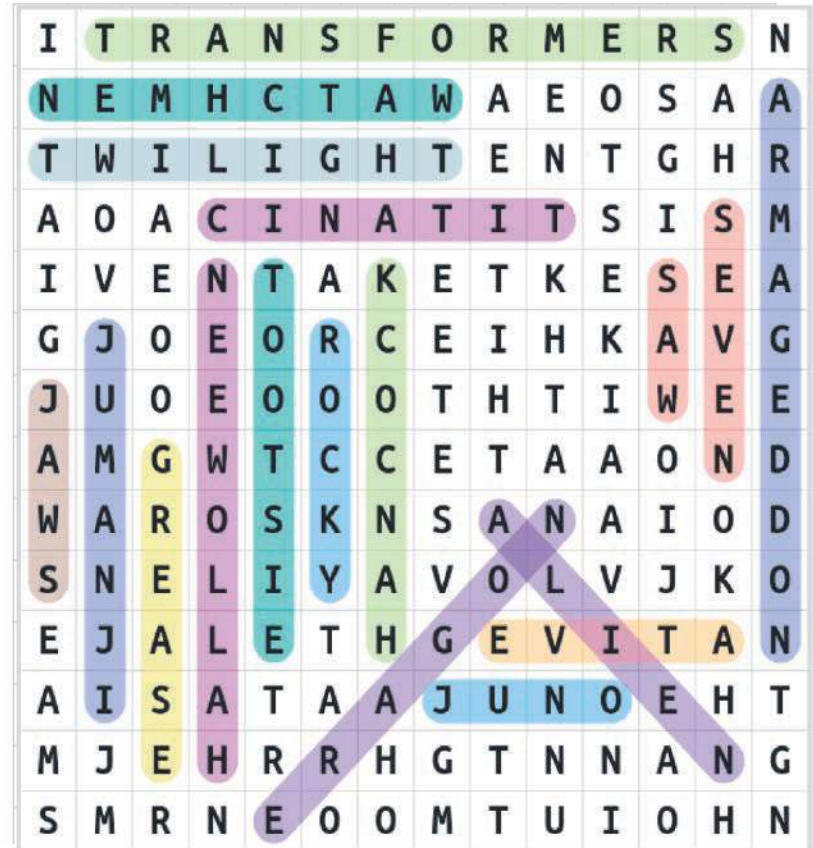 I T R A N S F O R M E R S N
N E M H C T A W A E O S A A
T W I L I G H T E N T G H R
A O A C I N A T I T S I S M
I V E N T A K E T K E S E A
G J O E O R C E I H K A V G
J U O E O O O T H T I W E E
A M G W T C C E T A A O N D
W A R O S K N S A N A I O D
S N E L I Y A V O L V J K O
E J A L E T H G E V I T A N
A I S A T A A J U N O E H T
M J E H R R H G T N N A N G
S M R N E O O M T U I O H N